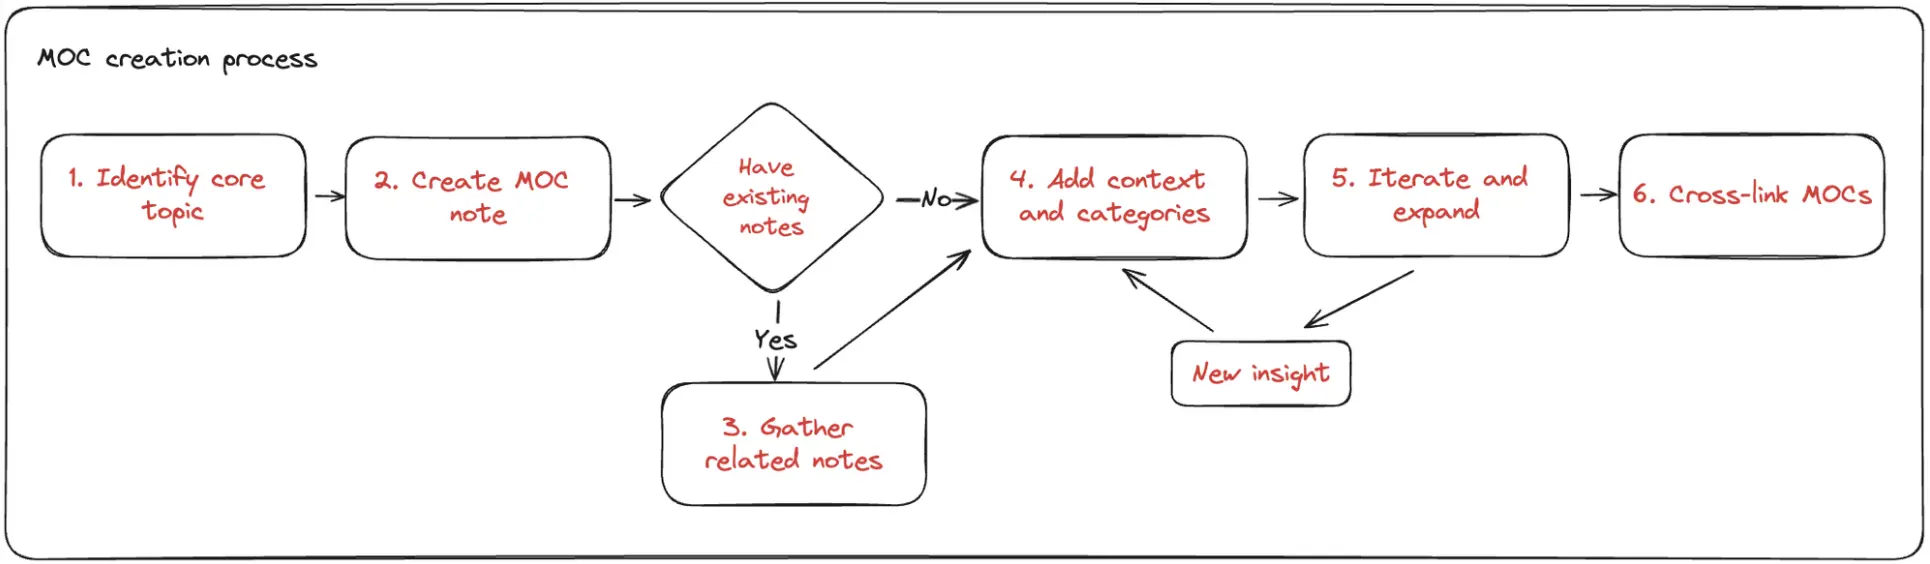 MOC creation process
1. Identify core
topic
2. Create MOC
note
Have
existing
notes
No
Yes
3. Gather
related notes
4. Add context
and categories
5. Iterate and
expand
New insight
6. Cross-link MOCs